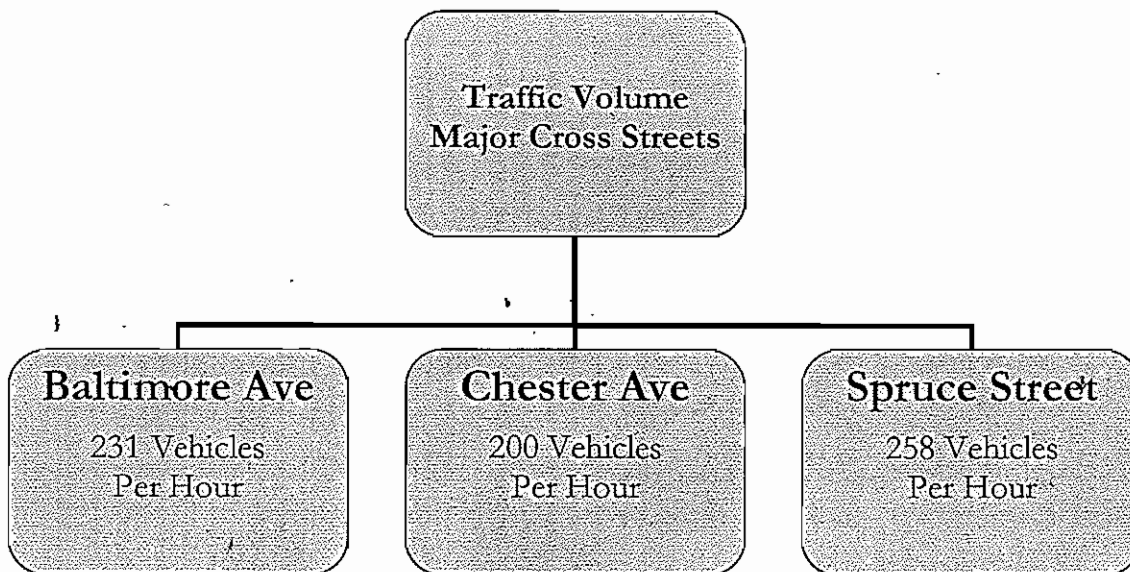 Traffic Volume
Major Cross Streets
Baltimore Ave
231 Vehicles
Per Hour
Chester Ave
200 Vehicles
Per Hour
Spruce Street
258 Vehicles
Per Hour